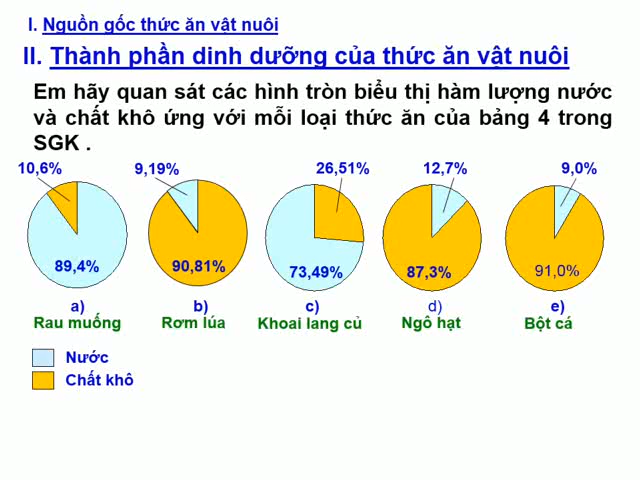 I. Nguồn gốc thức ăn vật nuôi
II. Thành phần dinh dưỡng của thức ăn vật nuôi
Em hãy quan sát các hình tròn biểu thị hàm lượng nước
và chất khô ứng với mỗi loại thức ăn của bảng 4 trong
SGK .
10,6% 9,19% 26,51% 12,7% 9,0%
89,4% 90,81% 73,49% 87,3% 91,0%
a) b) c) d) e)
Rau muống Rơm lúa Khoai lang củ Ngô hạt Bột cá
Nước
Chất khô